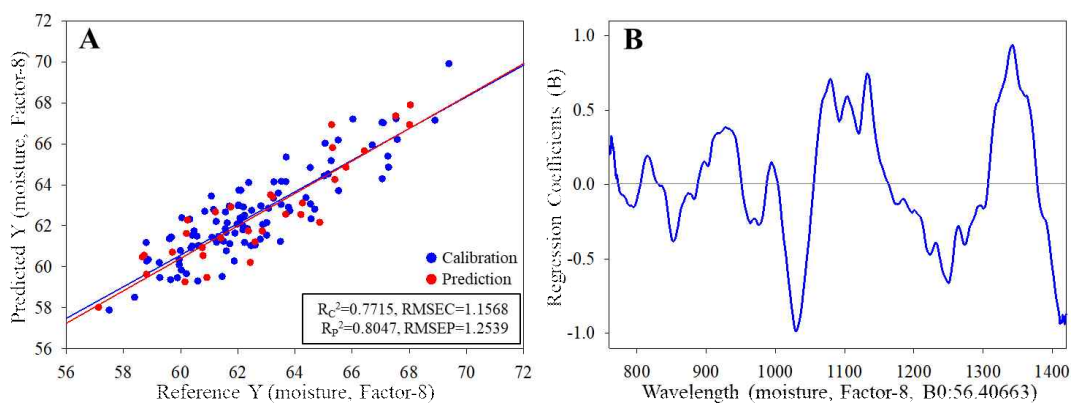 A
72
70
68
66
64
62
60
58
56
Predicted Y (moisture, Factor-8)
Calibration
Prediction
RC²=0.7715, RMSEC=1.1568
RP²=0.8047, RMSEP=1.2539
56 58 60 62 64 66 68 70 72
Reference Y (moisture, Factor-8)
B
1.0
0.5
0.0
-0.5
-1.0
Regression Coefficients (B)
800 900 1000 1100 1200 1300 1400
Wavelength (moisture, Factor-8, B0:56.40663)